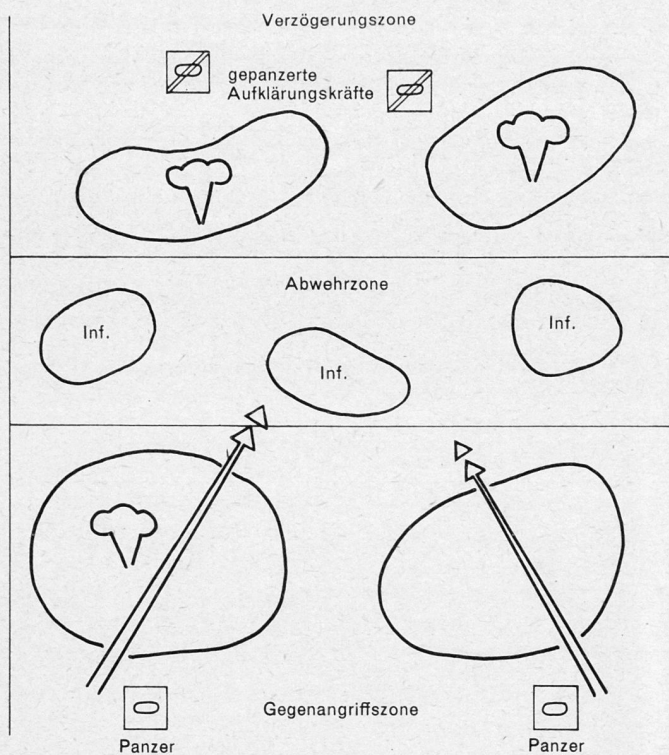 Verzögerungszone
gepanzerte
Aufklärungskräfte
Abwehrzone
Inf.
Inf.
Inf.
Gegenangriffszone
Panzer
Panzer